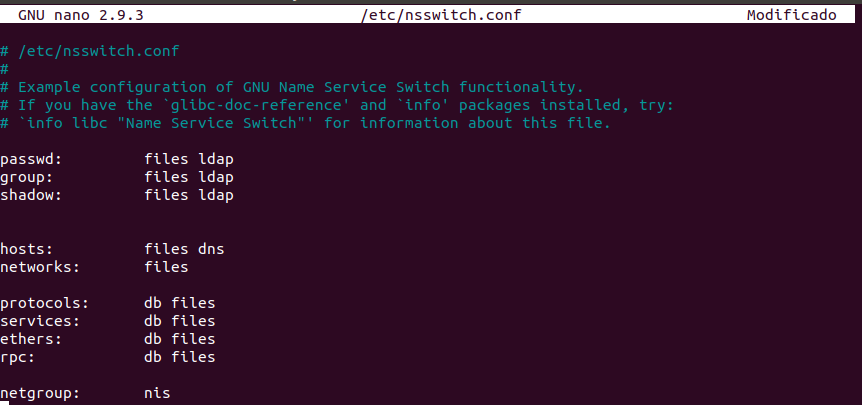 GNU nano 2.9.3 /etc/nsswitch.conf Modificado
# /etc/nsswitch.conf
#
# Example configuration of GNU Name Service Switch functionality.
# If you have the `glibc-doc-reference' and `info' packages installed, try:
# `info libc "Name Service Switch"' for information about this file.
passwd: files ldap
group: files ldap
shadow: files ldap
hosts: files dns
networks: files
protocols: db files
services: db files
ethers: db files
rpc: db files
netgroup: nis